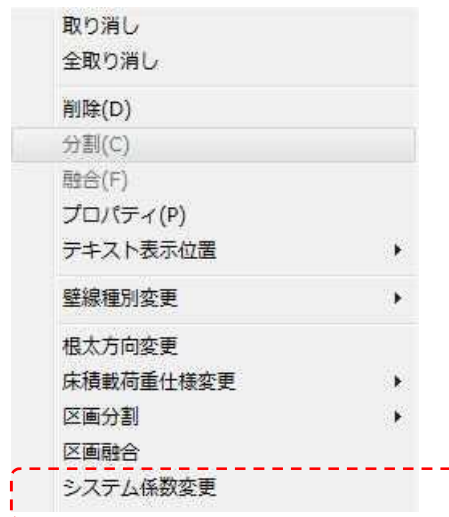 取り消し
全取り消し
削除(D)
分割(C)
融合(F)
プロパティ(P)
テキスト表示位置
壁線種別変更
根太方向変更
床積載荷重仕様変更
区画分割
区画融合
システム係数変更